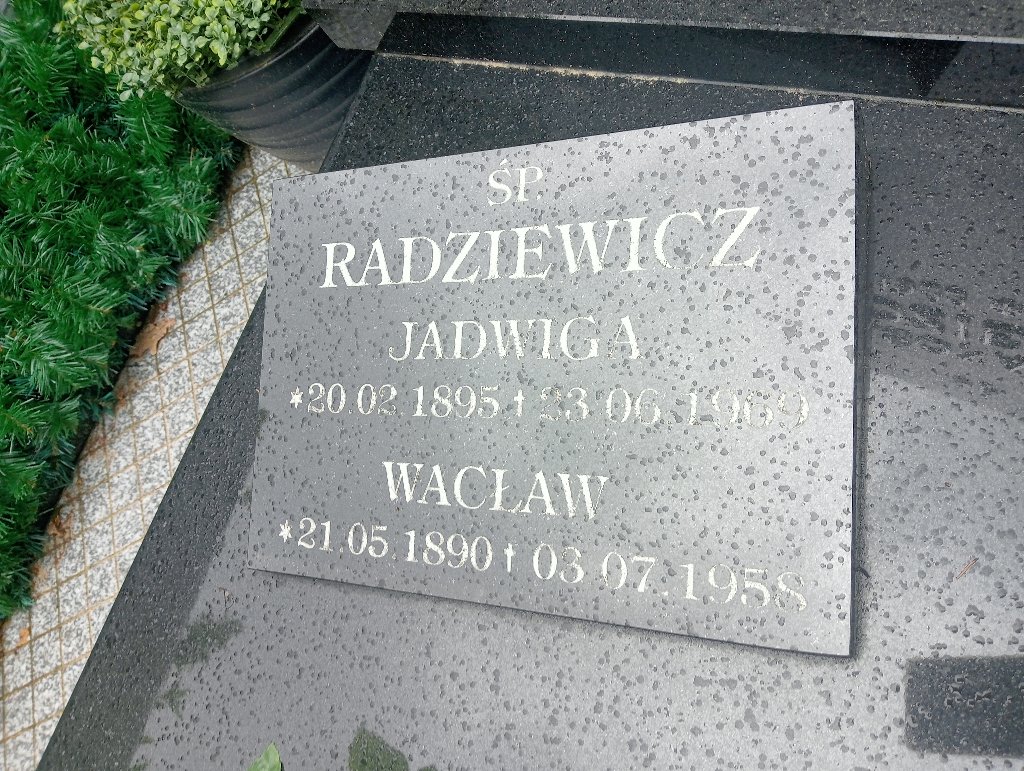 ŚP.
RADZIEWICZ
JADWIGA
*20.02.1895 † 23.06.1969
WACŁAW
*21.05.1890 † 03.07.1958